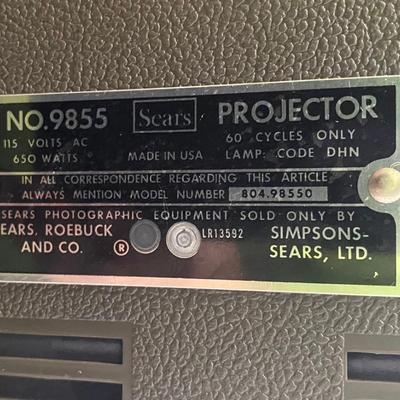 NO.9855 Sears PROJECTOR
115 VOLTS AC 60 CYCLES ONLY
650 WATTS MADE IN USA LAMP: CODE DHN
IN ALL CORRESPONDENCE REGARDING THIS ARTICLE
ALWAYS MENTION MODEL NUMBER 804.98550
SEARS PHOTOGRAPHIC EQUIPMENT SOLD ONLY BY
EARS, ROEBUCK LR13592 SIMPSONS-
AND CO. ® SEARS, LTD.